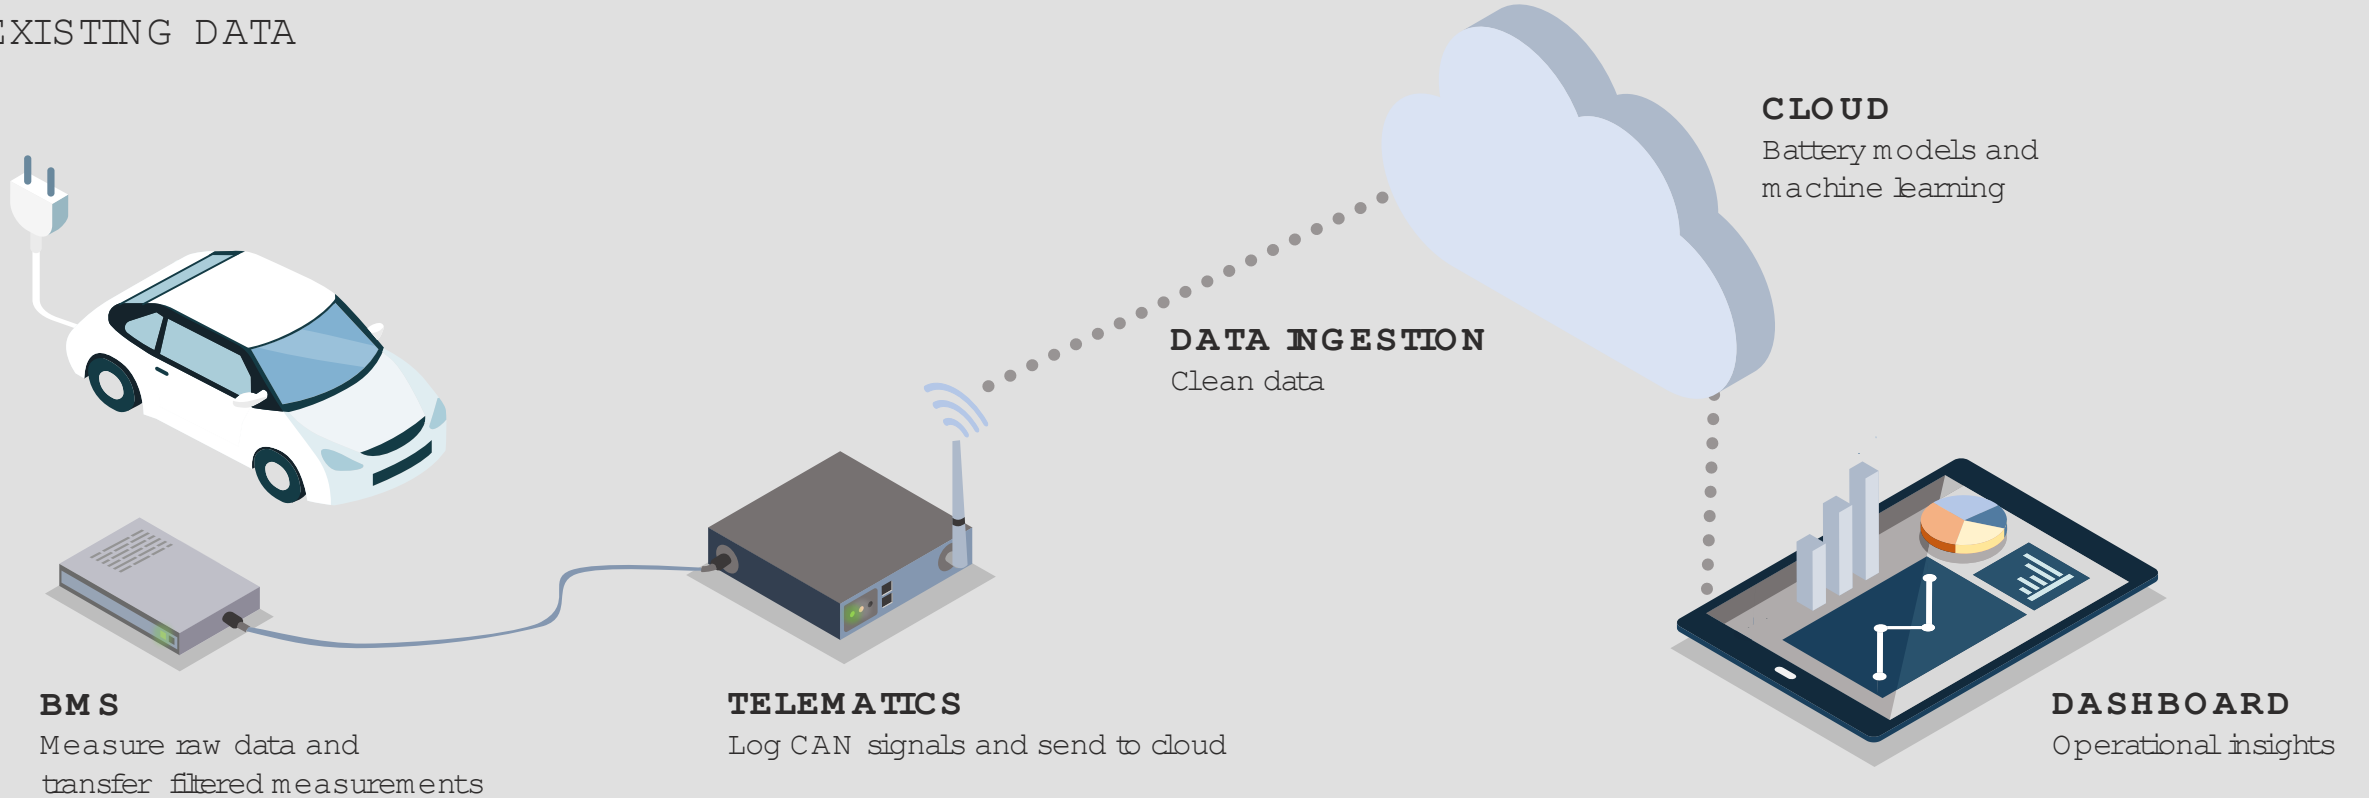 EXISTING DATA
CLOUD
Battery models and
machine learning
DATA INGESTION
Clean data
BMS
Measure raw data and
transfer filtered measurements
TELEMATICS
Log CAN signals and send to cloud
DASHBOARD
Operational insights